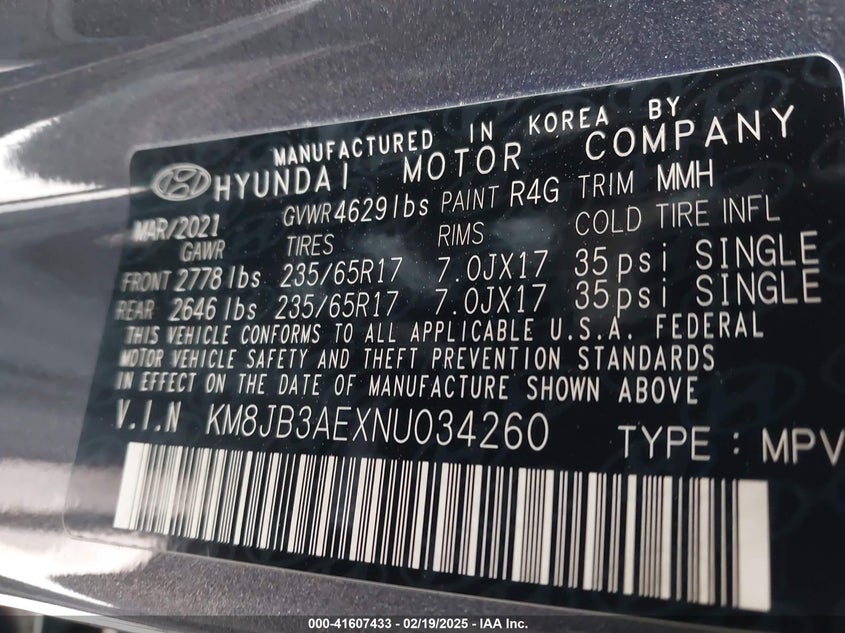 MANUFACTURED IN KOREA BY
HYUNDAI MOTOR COMPANY
MAR/2021 GVWR 4629lbs PAINT R4G TRIM MMH
GAWR TIRES RIMS COLD TIRE INFL
FRONT 2778 lbs 235/65R17 7.0JX17 35psi SINGLE
REAR 2646 lbs 235/65R17 7.0JX17 35psi SINGLE
THIS VEHICLE CONFORMS TO ALL APPLICABLE U.S.A. FEDERAL
MOTOR VEHICLE SAFETY AND THEFT PREVENTION STANDARDS
IN EFFECT ON THE DATE OF MANUFACTURE SHOWN ABOVE
V.I.N KM8JB3AEXNU034260 TYPE : MPV
000-41607433 - 02/19/2025 - IAA Inc.